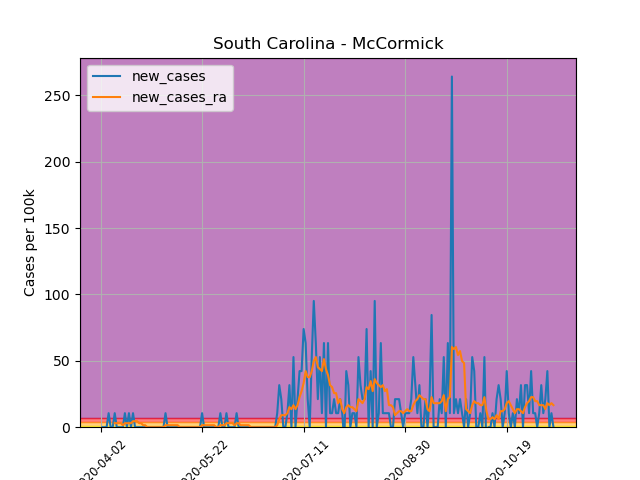 South Carolina - McCormick
new_cases
new_cases_ra
Cases per 100k
250
200
150
100
50
0
020-04-02
020-05-22
020-07-11
020-08-30
020-10-19